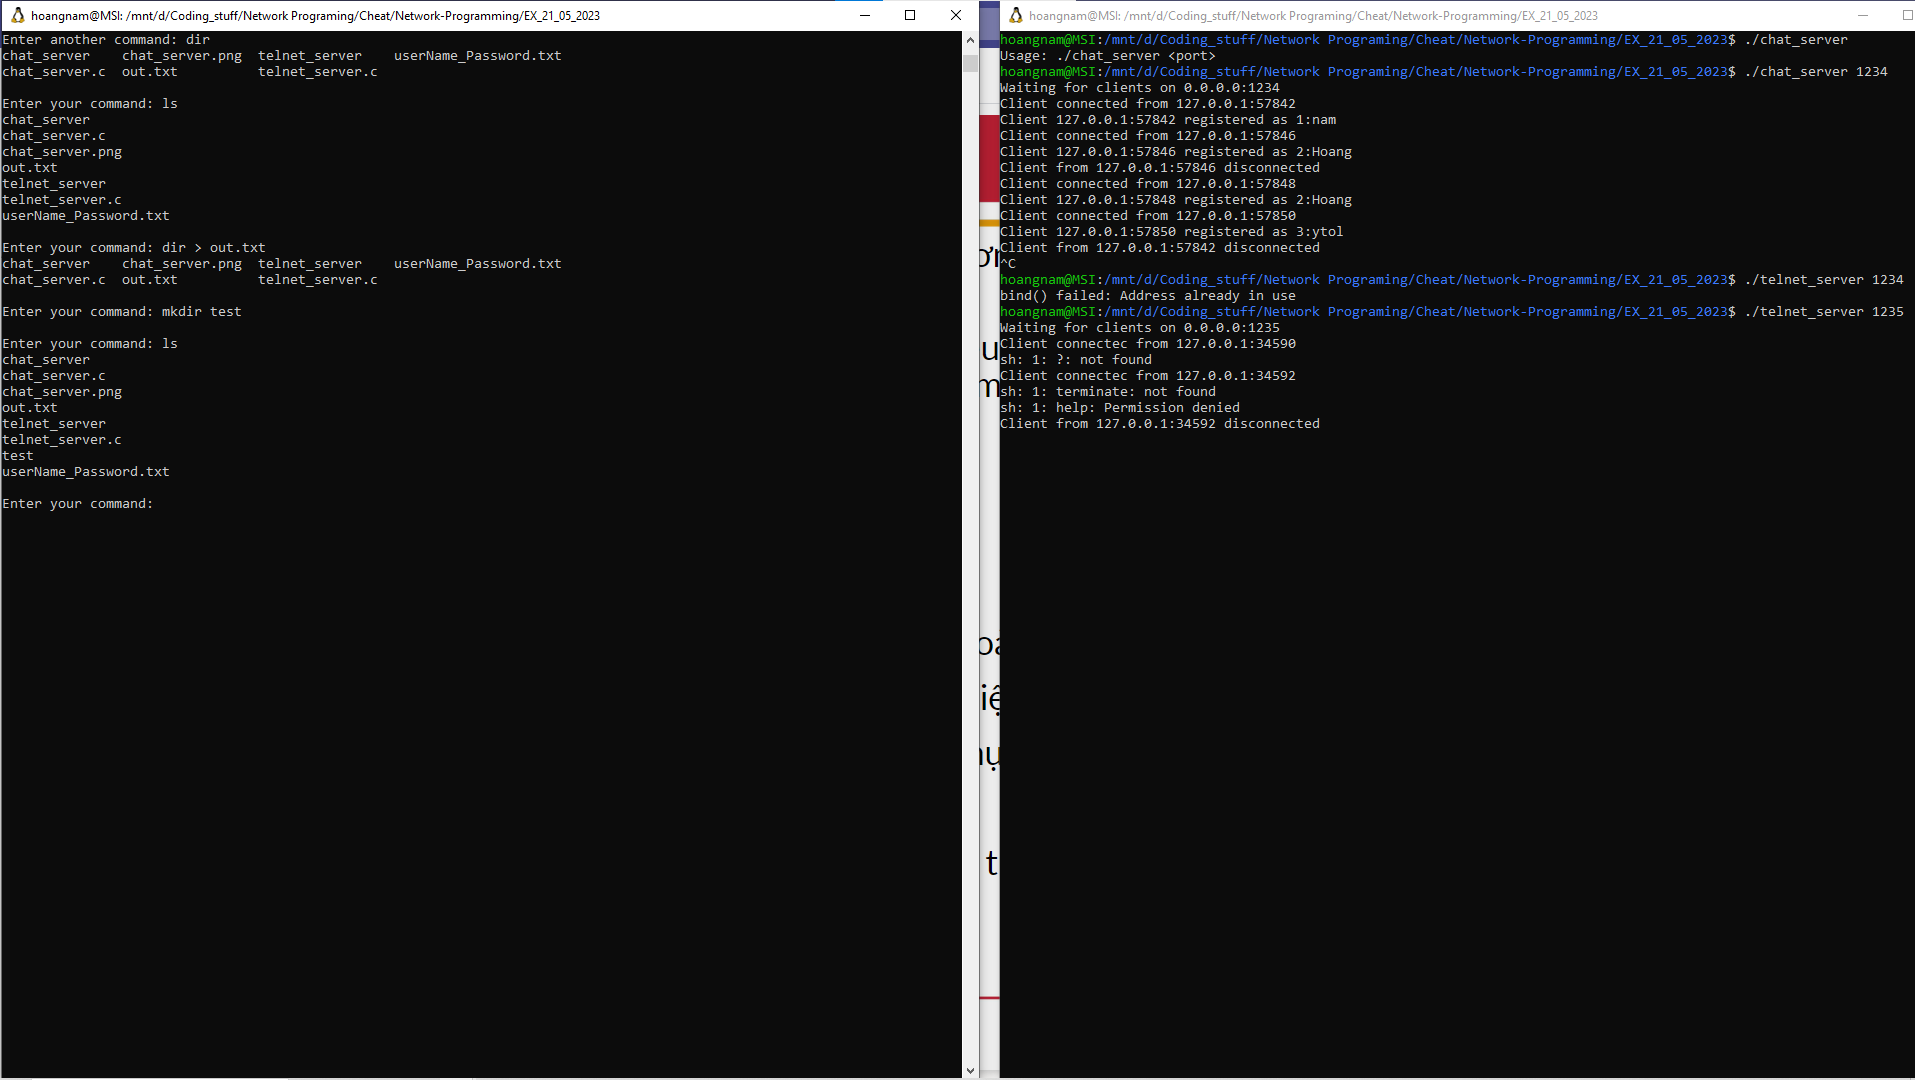 hoangnam@MSI: /mnt/d/Coding_stuff/Network Programing/Cheat/Network-Programming/EX_21_05_2023
Enter another command: dir
chat_server    chat_server.png  telnet_server    userName_Password.txt
chat_server.c  out.txt          telnet_server.c

Enter your command: ls
chat_server
chat_server.c
chat_server.png
out.txt
telnet_server
telnet_server.c
userName_Password.txt

Enter your command: dir > out.txt
chat_server    chat_server.png  telnet_server    userName_Password.txt
chat_server.c  out.txt          telnet_server.c

Enter your command: mkdir test

Enter your command: ls
chat_server
chat_server.c
chat_server.png
out.txt
telnet_server
telnet_server.c
test
userName_Password.txt

Enter your command:
hoangnam@MSI: /mnt/d/Coding_stuff/Network Programing/Cheat/Network-Programming/EX_21_05_2023
hoangnam@MSI:/mnt/d/Coding_stuff/Network Programing/Cheat/Network-Programming/EX_21_05_2023$ ./chat_server
Usage: ./chat_server <port>
hoangnam@MSI:/mnt/d/Coding_stuff/Network Programing/Cheat/Network-Programming/EX_21_05_2023$ ./chat_server 1234
Waiting for clients on 0.0.0.0:1234
Client connected from 127.0.0.1:57842
Client 127.0.0.1:57842 registered as 1:nam
Client connected from 127.0.0.1:57846
Client 127.0.0.1:57846 registered as 2:Hoang
Client from 127.0.0.1:57846 disconnected
Client connected from 127.0.0.1:57848
Client 127.0.0.1:57848 registered as 2:Hoang
Client connected from 127.0.0.1:57850
Client 127.0.0.1:57850 registered as 3:ytol
Client from 127.0.0.1:57842 disconnected
^C
hoangnam@MSI:/mnt/d/Coding_stuff/Network Programing/Cheat/Network-Programming/EX_21_05_2023$ ./telnet_server 1234
bind() failed: Address already in use
hoangnam@MSI:/mnt/d/Coding_stuff/Network Programing/Cheat/Network-Programming/EX_21_05_2023$ ./telnet_server 1235
Waiting for clients on 0.0.0.0:1235
Client connectec from 127.0.0.1:34590
sh: 1: ?: not found
Client connectec from 127.0.0.1:34592
sh: 1: terminate: not found
sh: 1: help: Permission denied
Client from 127.0.0.1:34592 disconnected